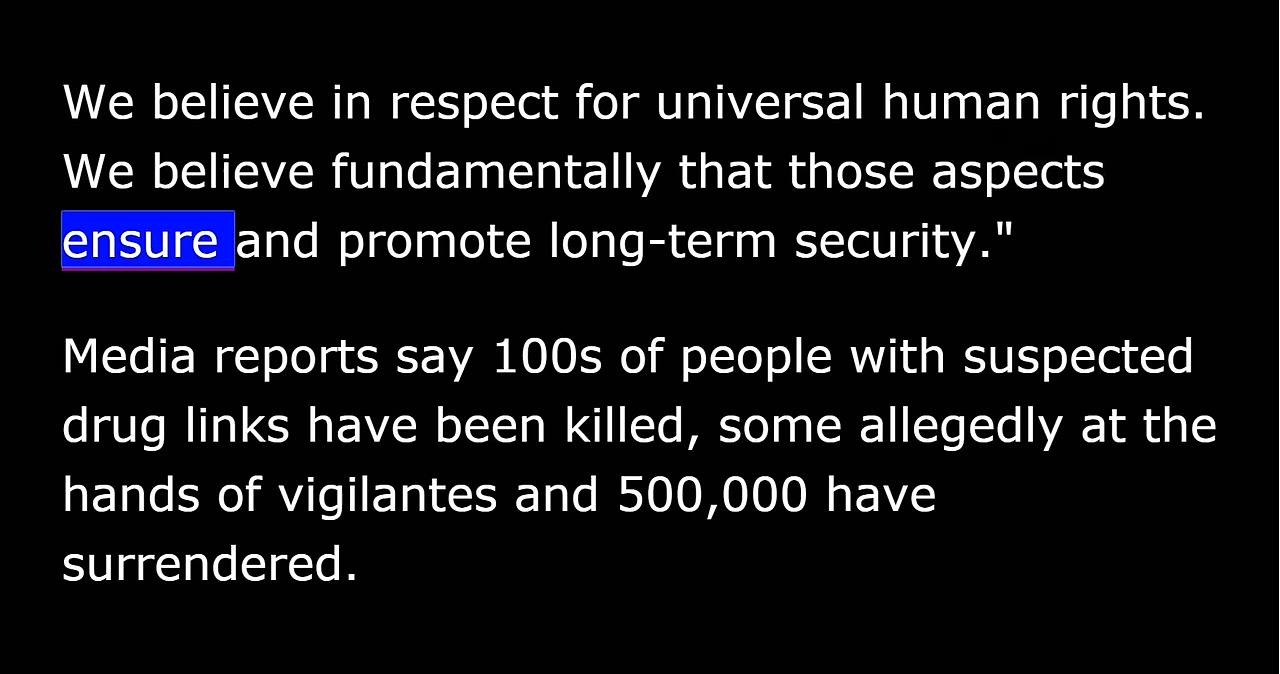 We believe in respect for universal human rights.
We believe fundamentally that those aspects
ensure and promote long-term security."
Media reports say 100s of people with suspected
drug links have been killed, some allegedly at the
hands of vigilantes and 500,000 have
surrendered.